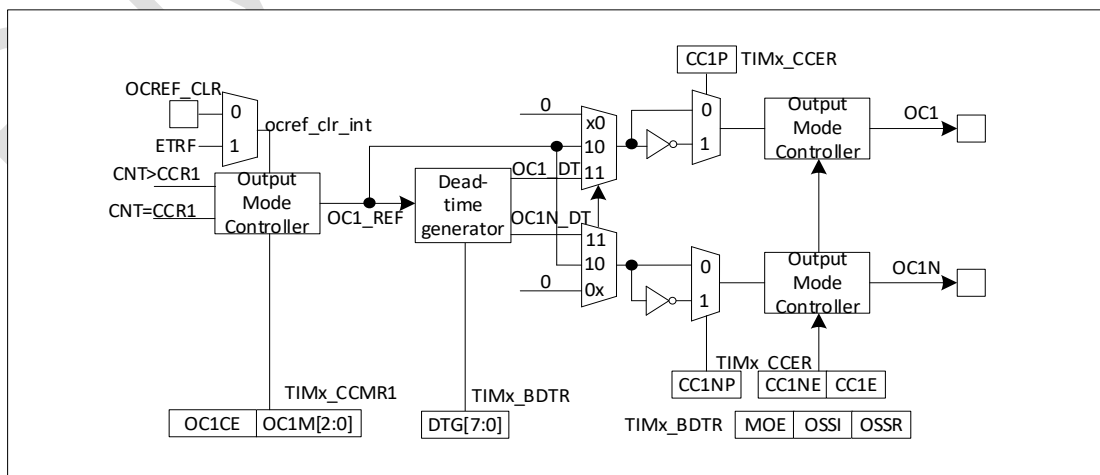 CC1P
TIMx_CCER
OCREF_CLR
0
ocref_clr_int
ETRF
1
CNT>CCR1
CNT=CCR1
Output
Mode
Controller
OC1_REF
Dead-
time
generator
OC1_DT
OC1N_DT
0
x0
10
11
11
10
0x
0
0
1
Output
Mode
Controller
OC1
0
1
Output
Mode
Controller
OC1N
TIMx_CCER
CC1NP
CC1NE
CC1E
TIMx_CCMR1
OC1CE
OC1M[2:0]
TIMx_BDTR
DTG[7:0]
TIMx_BDTR
MOE
OSSI
OSSR